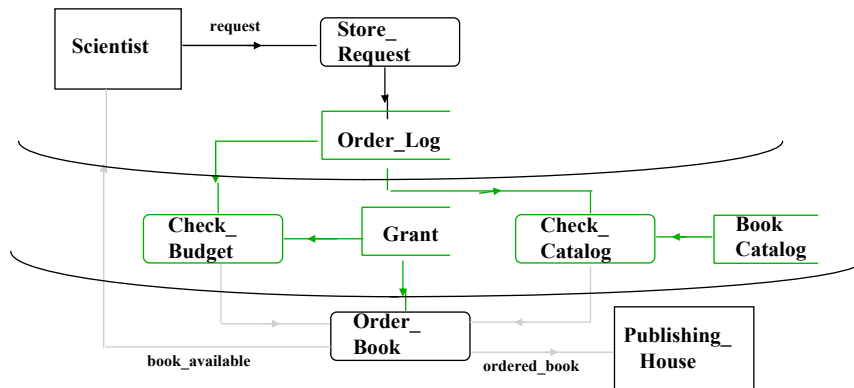 request
Store_
Request
Scientist
Order_Log
Check_
Budget
Grant
Check_
Catalog
Book
Catalog
Order_
Book
Publishing_
House
book_available
ordered_book